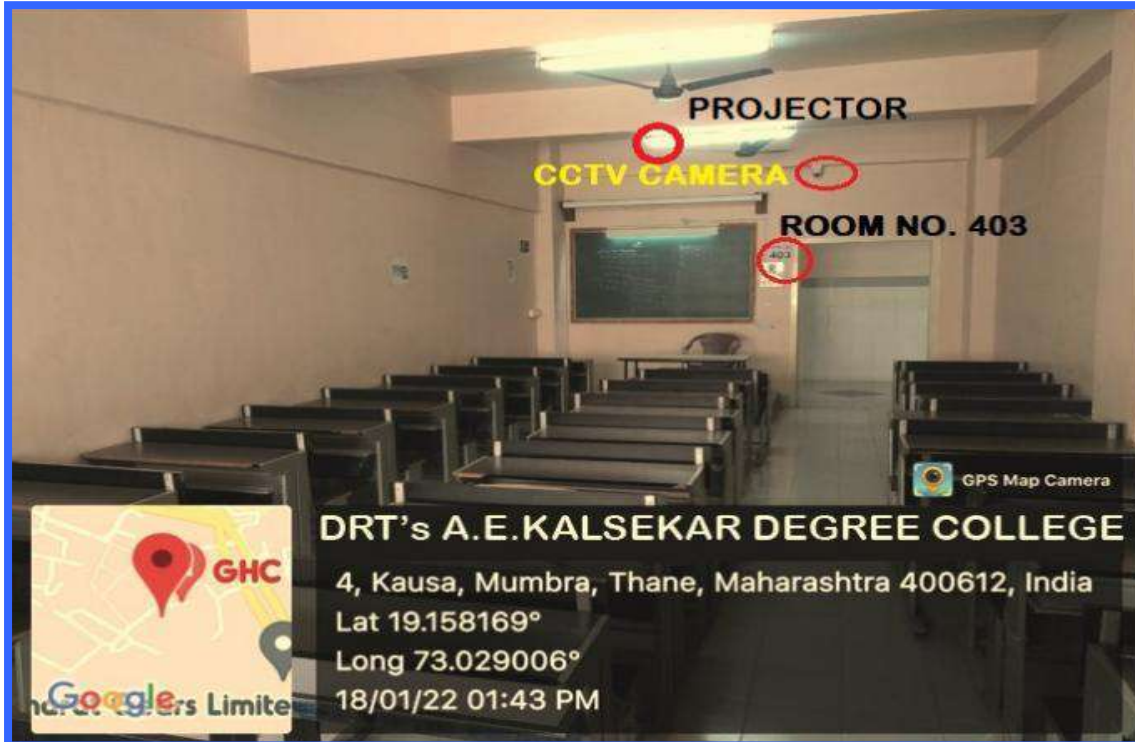 PROJECTOR
CCTV CAMERA
ROOM NO. 403
403
GPS Map Camera
DRT's A.E.KALSEKAR DEGREE COLLEGE
GHC
4, Kausa, Mumbra, Thane, Maharashtra 400612, India
Lat 19.158169°
Long 73.029006°
Google
Limite
18/01/22 01:43 PM